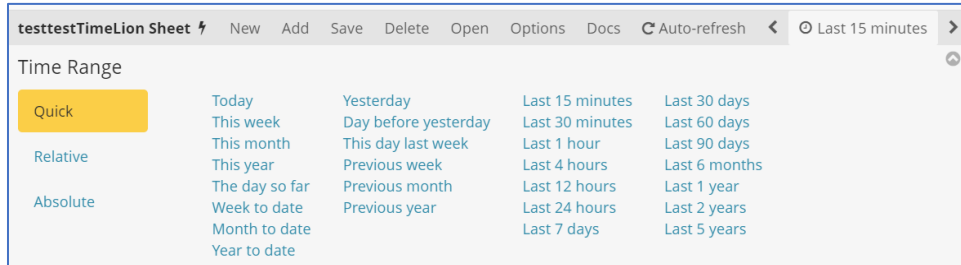 testtestTimeLion Sheet New Add Save Delete Open Options Docs Auto-refresh Last 15 minutes
Time Range
Quick
Relative
Absolute
Today
This week
This month
This year
The day so far
Week to date
Month to date
Year to date
Yesterday
Day before yesterday
This day last week
Previous week
Previous month
Previous year
Last 15 minutes
Last 30 minutes
Last 1 hour
Last 4 hours
Last 12 hours
Last 24 hours
Last 7 days
Last 30 days
Last 60 days
Last 90 days
Last 6 months
Last 1 year
Last 2 years
Last 5 years